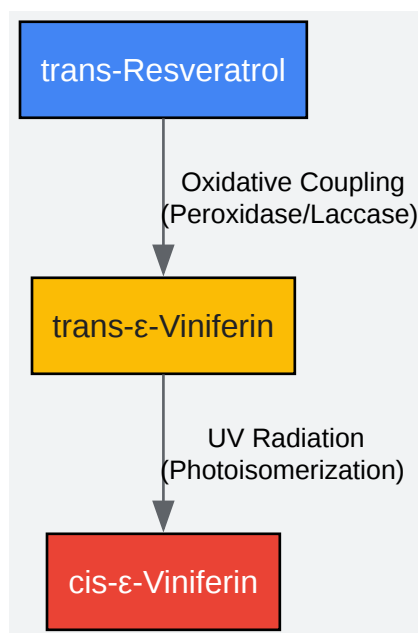 trans-Resveratrol
Oxidative Coupling
(Peroxidase/Laccase)
trans-ε-Viniferin
UV Radiation
(Photoisomerization)
cis-ε-Viniferin